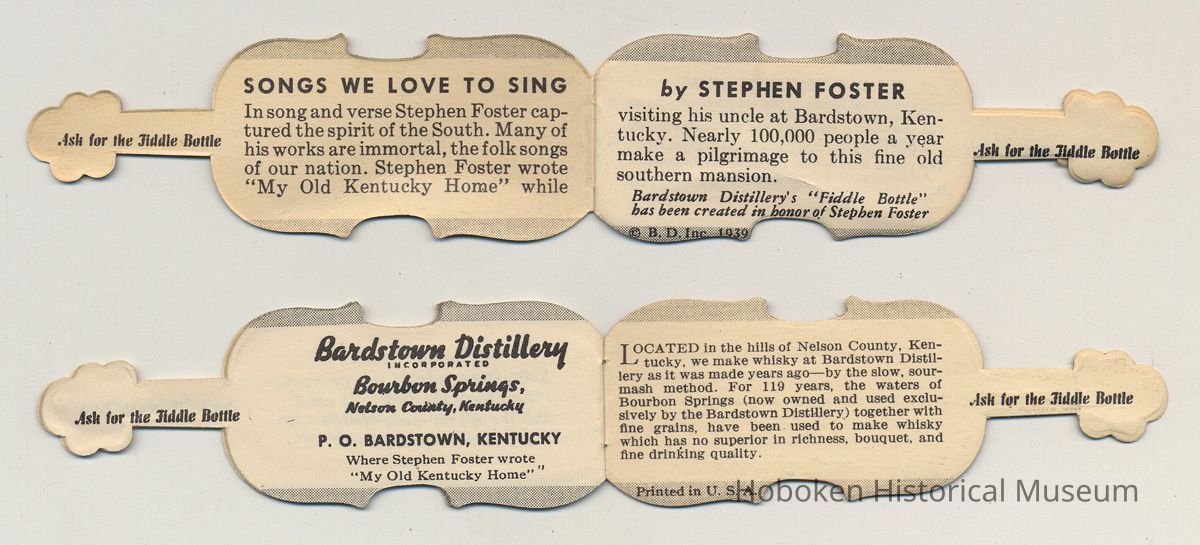 SONGS WE LOVE TO SING
In song and verse Stephen Foster cap-
tured the spirit of the South. Many of
his works are immortal, the folk songs
of our nation. Stephen Foster wrote
"My Old Kentucky Home" while
Ask for the Fiddle Bottle
by STEPHEN FOSTER
visiting his uncle at Bardstown, Ken-
tucky. Nearly 100,000 people a year
make a pilgrimage to this fine old
southern mansion.
Bardstown Distillery's "Fiddle Bottle"
has been created in honor of Stephen Foster
© B. D. Inc. 1939
Ask for the Fiddle Bottle
Bardstown Distillery
INCORPORATED
Bourbon Springs,
Nelson County, Kentucky
P. O. BARDSTOWN, KENTUCKY
Where Stephen Foster wrote
"My Old Kentucky Home" "
Ask for the Fiddle Bottle
LOCATED in the hills of Nelson County, Ken-
tucky, we make whisky at Bardstown Distil-
lery as it was made years ago—by the slow, sour-
mash method. For 119 years, the waters of
Bourbon Springs (now owned and used exclu-
sively by the Bardstown Distillery) together with
fine grains, have been used to make whisky
which has no superior in richness, bouquet, and
fine drinking quality.
Printed in U. S. A.
Ask for the Fiddle Bottle
Hoboken Historical Museum